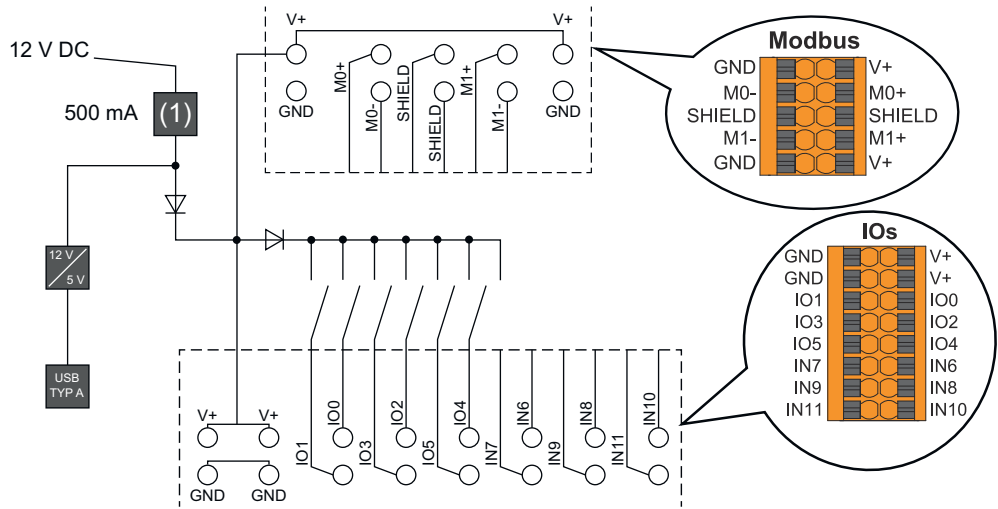 12 V DC
500 mA
(1)
12 V
5 V
USB
TYP A
V+
V+
GND
M0+
M0-
SHIELD
SHIELD
M1+
M1-
GND
Modbus
GND V+
M0- M0+
SHIELD SHIELD
M1- M1+
GND V+
IOs
GND V+
GND V+
IO1 IO0
IO3 IO2
IO5 IO4
IN7 IN6
IN9 IN8
IN11 IN10
V+ V+
GND GND
IO1
IO0
IO3
IO2
IO5
IO4
IN7
IN6
IN9
IN8
IN11
IN10